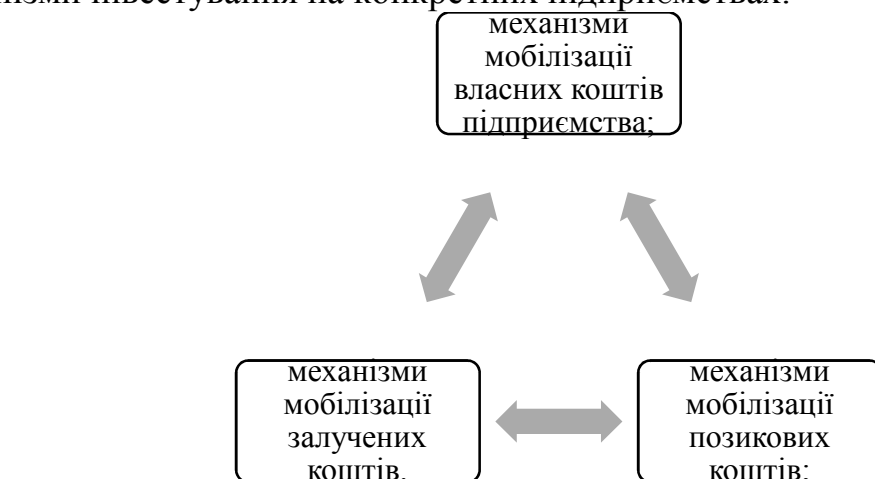 інвестування на конкретних підприємствах.
механізми
мобілізації
власних коштів
підприємства;
механізми
мобілізації
залучених
коштів.
механізми
мобілізації
позикових
коштів;